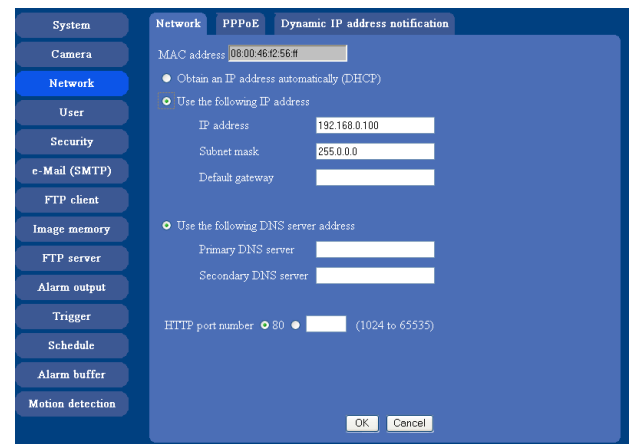 System
Camera
Network
User
Security
e-Mail (SMTP)
FTP client
Image memory
FTP server
Alarm output
Trigger
Schedule
Alarm buffer
Motion detection
Network PPPoE Dynamic IP address notification
MAC address 08:00:46:f2:56:ff
Obtain an IP address automatically (DHCP)
Use the following IP address
IP address 192.168.0.100
Subnet mask 255.0.0.0
Default gateway
Use the following DNS server address
Primary DNS server
Secondary DNS server
HTTP port number 80 (1024 to 65535)
OK Cancel